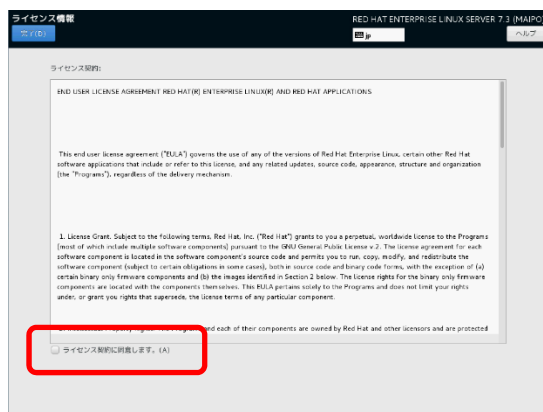 ライセンス情報
RED HAT ENTERPRISE LINUX SERVER 7.3 (MAIPO)
完了(D)
jp
ヘルプ
ライセンス契約:
END USER LICENSE AGREEMENT RED HAT(R) ENTERPRISE LINUX(R) AND RED HAT APPLICATIONS
This end user license agreement ("EULA") governs the use of any of the versions of Red Hat Enterprise Linux, certain other Red Hat
software applications that include or refer to this license, and any related updates, source code, appearance, structure and organization
(the "Programs"), regardless of the delivery mechanism.
1. License Grant. Subject to the following terms, Red Hat, Inc. ("Red Hat") grants to you a perpetual, worldwide license to the Programs
(most of which include multiple software components) pursuant to the GNU General Public License v.2. The license agreement for each
software component is located in the software component's source code and permits you to run, copy, modify, and redistribute the
software component (subject to certain obligations in some cases), both in source code and binary code forms, with the exception of (a)
certain binary only firmware components and (b) the images identified in Section 2 below. The license rights for the binary only firmware
components are located with the components themselves. This EULA pertains solely to the Programs and does not limit your rights
under, or grant you rights that supersede, the license terms of any particular component.
and each of their components are owned by Red Hat and other licensors and are protected
ライセンス契約に同意します。(A)